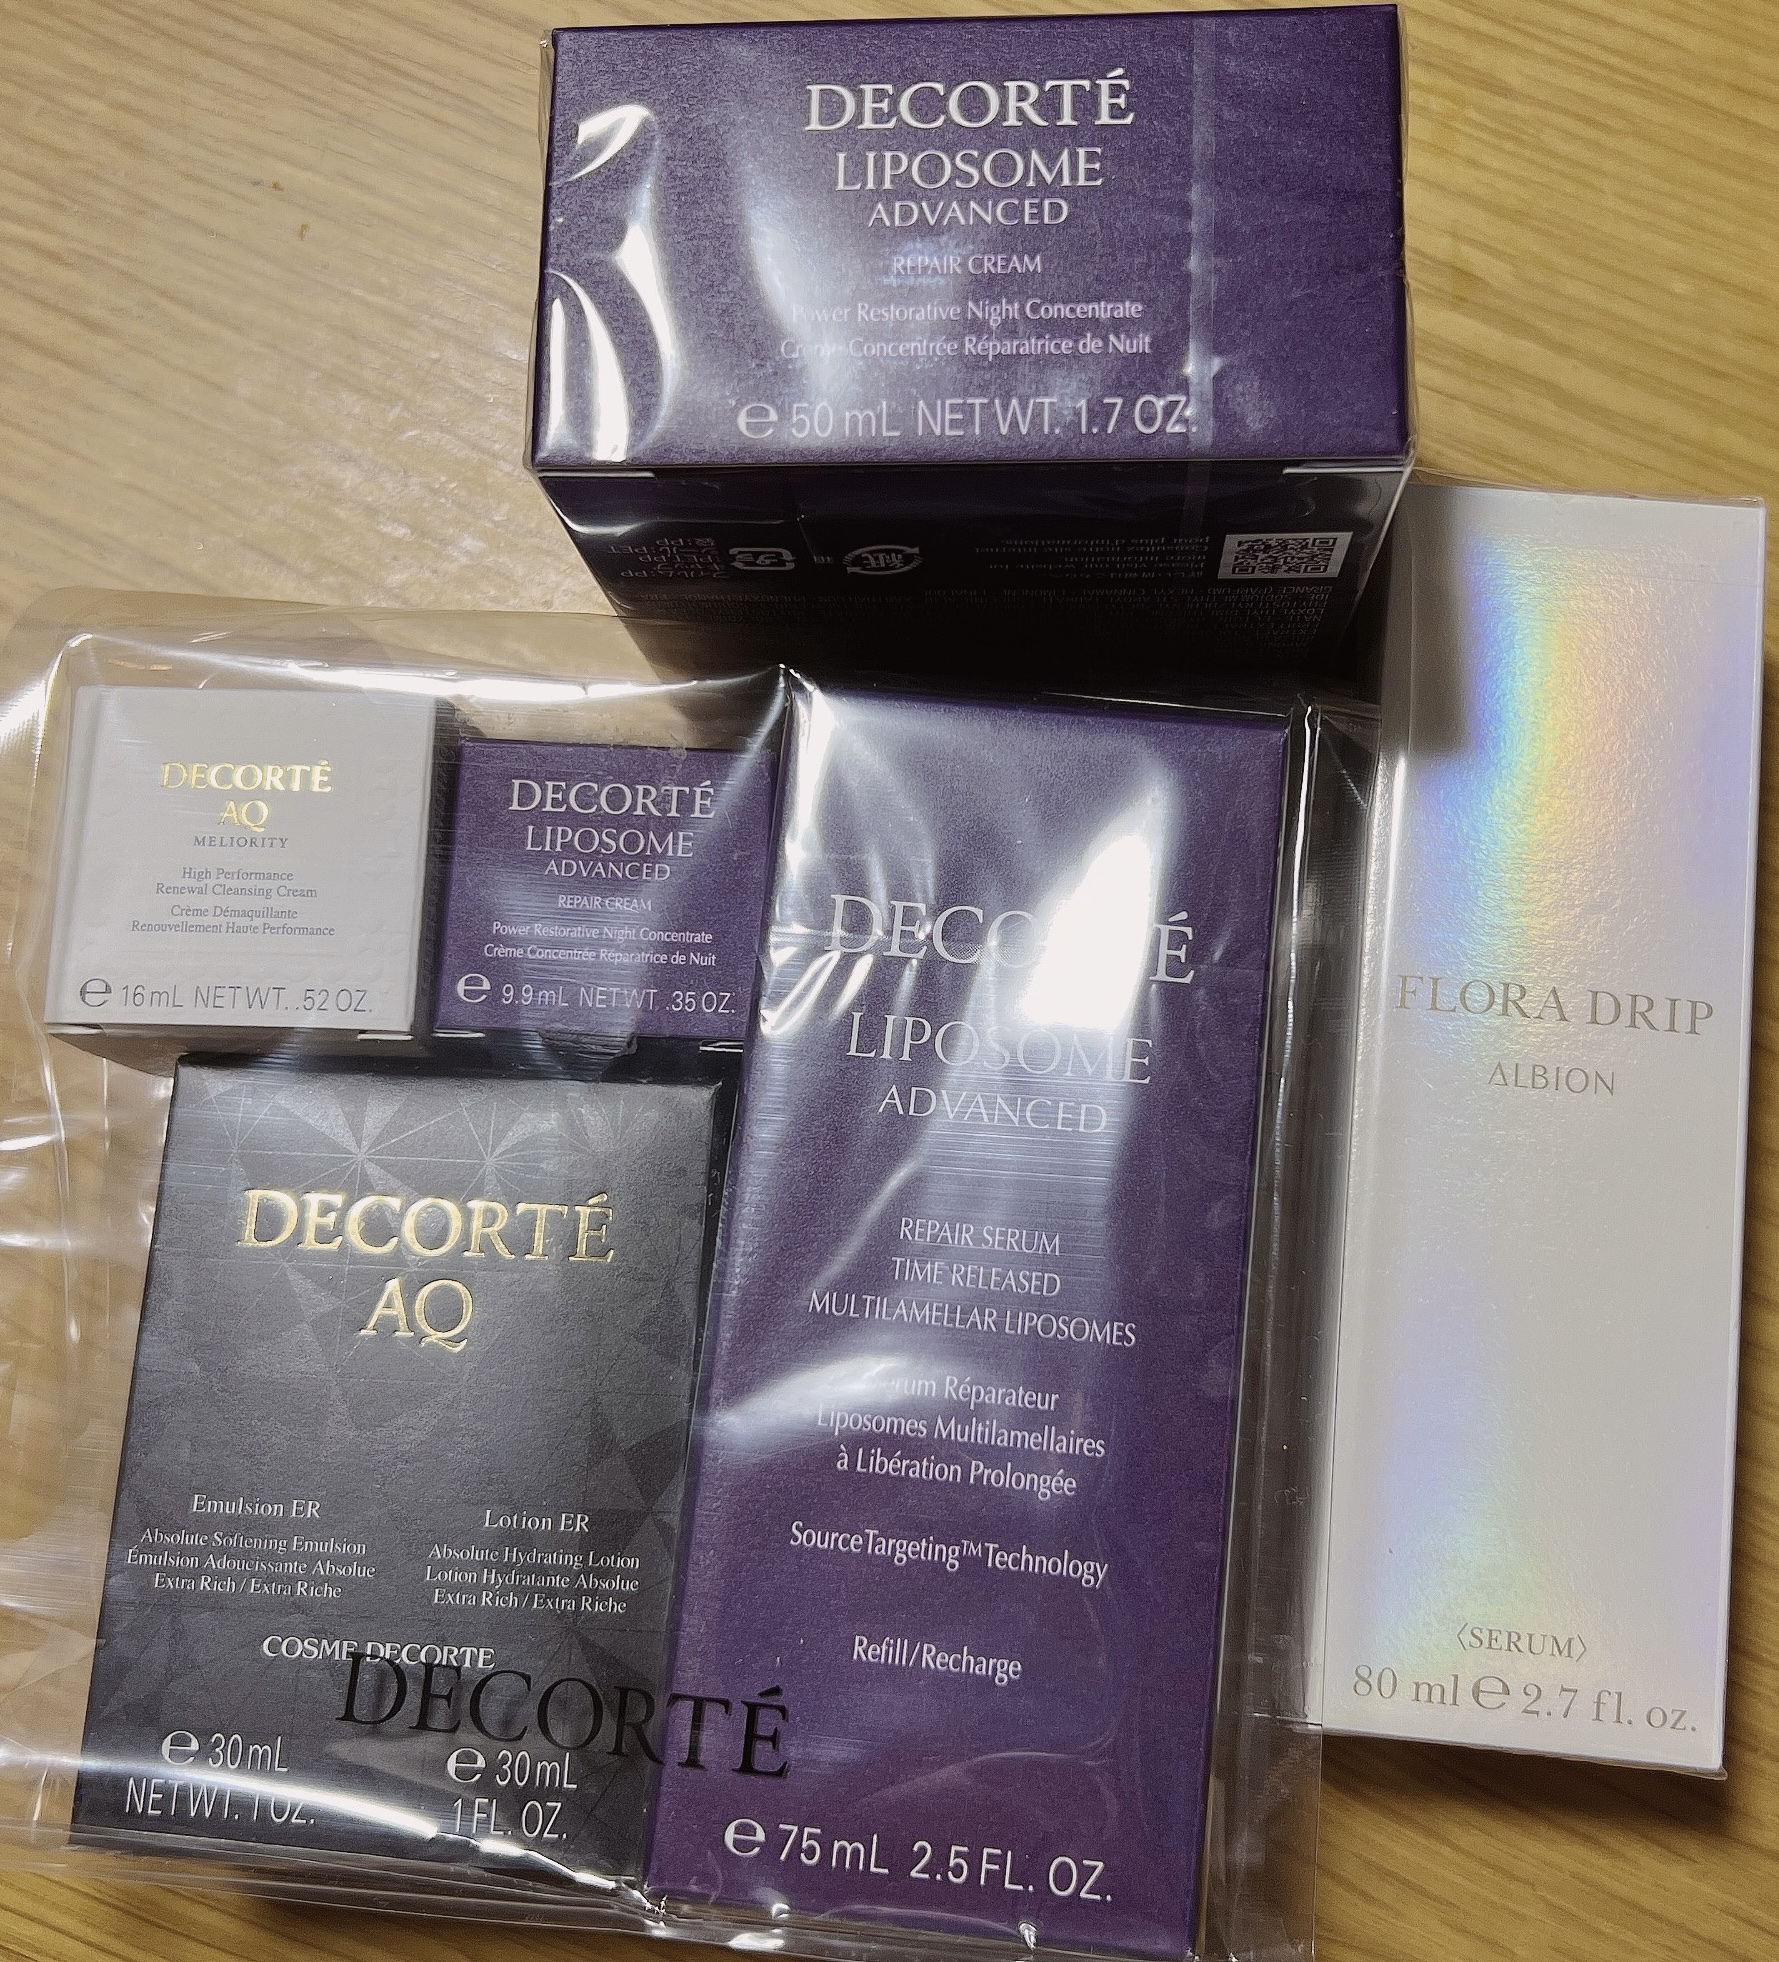 DECORTÉ
LIPOSOME
ADVANCED
REPAIR CREAM
Power Restorative Night Concentrate
Crème Concentrée Réparatrice de Nuit
℮ 50 mL NET WT. 1.7 OZ.
DECORTÉ
AQ
MELIORITY
High Performance
Renewal Cleansing Cream
Crème Démaquillante
Renouvellement Haute Performance
℮ 16 mL NET WT. .52 OZ.
DECORTÉ
LIPOSOME
ADVANCED
REPAIR CREAM
Power Restorative Night Concentrate
Crème Concentrée Réparatrice de Nuit
℮ 9.9 mL NET WT .35 OZ.
DECORTÉ
LIPOSOME
ADVANCED
REPAIR SERUM
TIME RELEASED
MULTILAMELLAR LIPOSOMES
Sérum Réparateur
Liposomes Multilamellaires
à Libération Prolongée
SourceTargeting™ Technology
Refill/Recharge
℮ 75 mL 2.5 FL. OZ.
DECORTÉ
AQ
Emulsion ER
Absolute Softening Emulsion
Émulsion Adoucissante Absolue
Extra Rich / Extra Riche
Lotion ER
Absolute Hydrating Lotion
Lotion Hydratante Absolue
Extra Rich / Extra Riche
COSME DECORTE
DECORTÉ
℮ 30 mL
NET WT. 1 OZ.
℮ 30 mL
1 FL. OZ.
FLORA DRIP
ALBION
〈SERUM〉
80 ml ℮ 2.7 fl. oz.